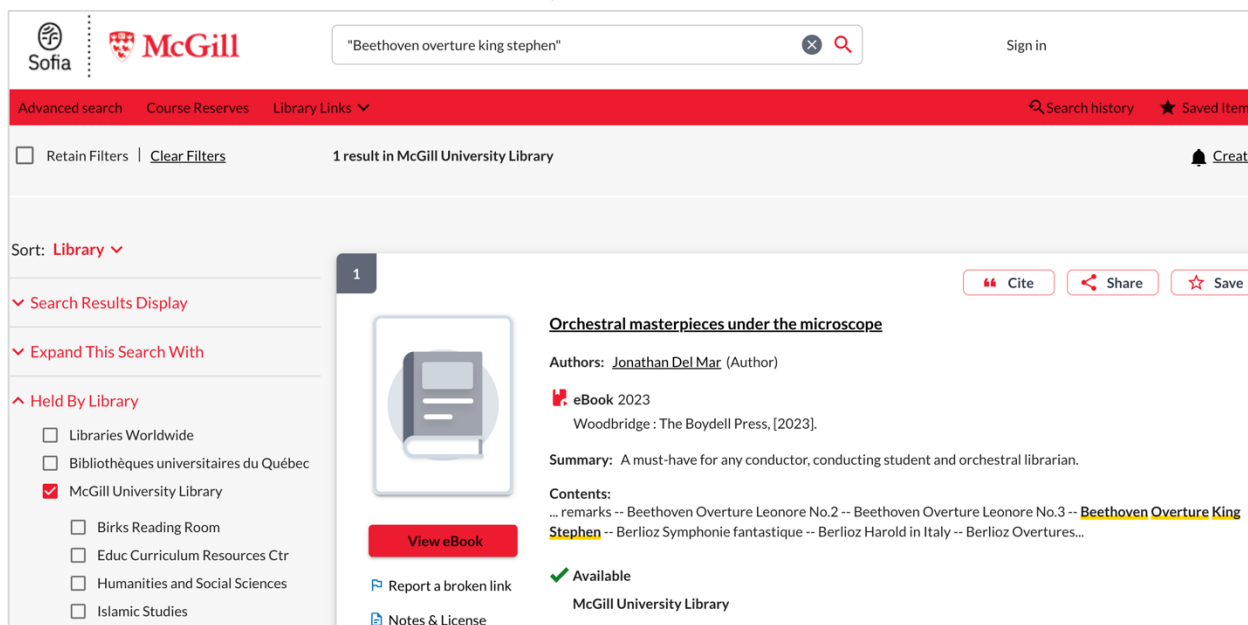 Sofia
McGill
"Beethoven overture king stephen"
Sign in
Advanced search
Course Reserves
Library Links
Search history
Saved Item
Retain Filters | Clear Filters
1 result in McGill University Library
Creat
Sort: Library
Search Results Display
Expand This Search With
Held By Library
Libraries Worldwide
Bibliothèques universitaires du Québec
McGill University Library
Birks Reading Room
Educ Curriculum Resources Ctr
Humanities and Social Sciences
Islamic Studies
1
Cite
Share
Save
Orchestral masterpieces under the microscope
Authors: Jonathan Del Mar (Author)
eBook 2023
Woodbridge : The Boydell Press, [2023].
Summary: A must-have for any conductor, conducting student and orchestral librarian.
Contents:
... remarks -- Beethoven Overture Leonore No.2 -- Beethoven Overture Leonore No.3 -- Beethoven Overture King
Stephen -- Berlioz Symphonie fantastique -- Berlioz Harold in Italy -- Berlioz Overtures...
Available
McGill University Library
View eBook
Report a broken link
Notes & License